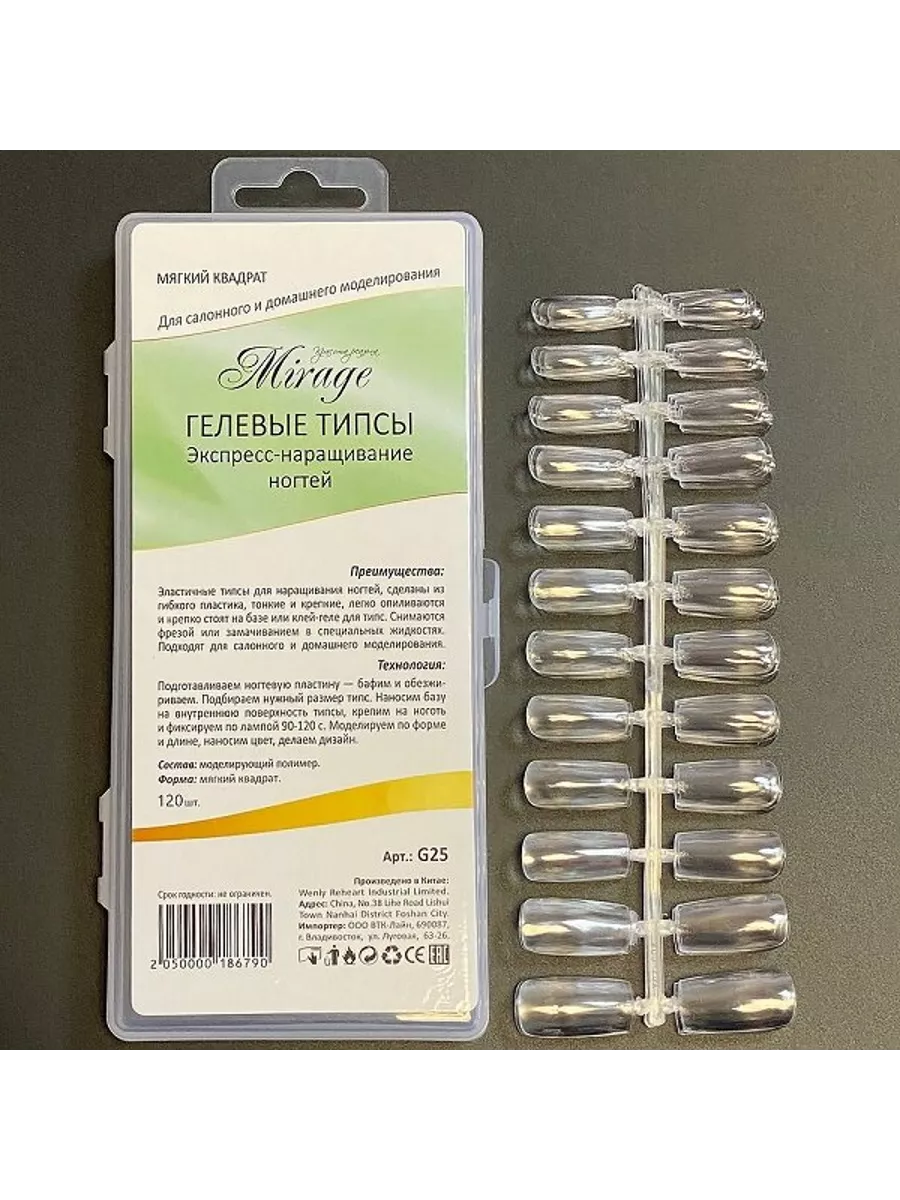 МЯГКИЙ КВАДРАТ
Для салонного и домашнего моделирования
Mirage
ГЕЛЕВЫЕ ТИПСЫ
Экспресс-наращивание
ногтей
Преимущества:
Эластичные типсы для наращивания ногтей, сделаны из
гибкого пластика, тонкие и крепкие, легко опиливаются
и крепко стоят на базе или клей-геле для типс. Снимаются
фрезой или замачиванием в специальных жидкостях.
Подходят для салонного и домашнего моделирования.
Технология:
Подготавливаем ногтевую пластину — бафим и обезжи-
риваем. Подбираем нужный размер типс. Наносим базу
на внутреннюю поверхность типсы, крепим на ноготь
и фиксируем по лампой 90-120 с. Моделируем по форме
и длине, наносим цвет, делаем дизайн.
Состав: моделирующий полимер.
Форма: мягкий квадрат.
120шт.
Арт.: G25
Срок годности: не ограничен.
2 050000 186790
Произведено в Китае:
Wenly Reheart Industrial Limited.
Адрес: China, No.38 Lihe Road Lishui
Town Nanhai District Foshan City.
Импортер: ООО ВТК-Лайн, 690087,
г. Владивосток, ул. Луговая, 63-26.
CE EAC